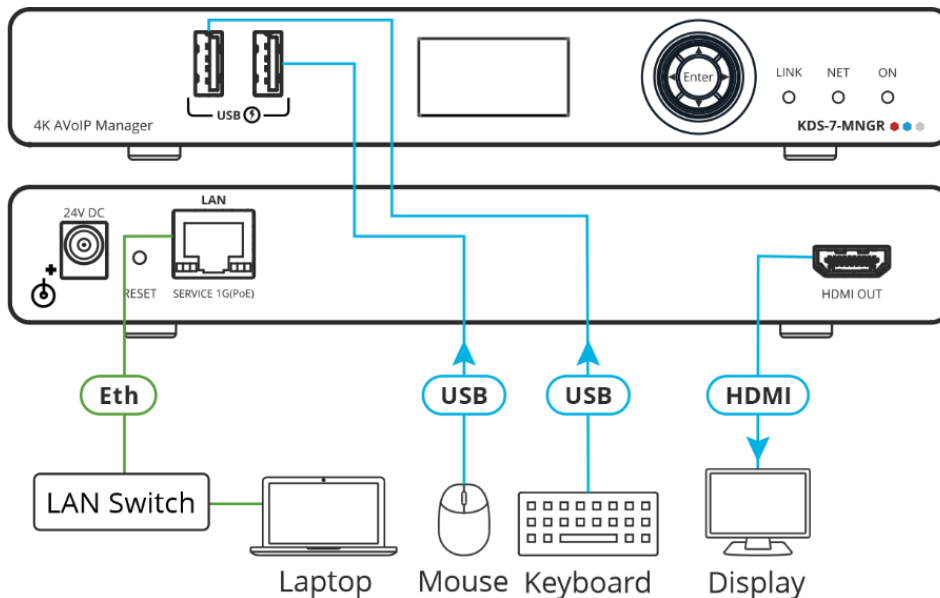 USB
4K AVoIP Manager
Enter
LINK NET ON
KDS-7-MNGR
24V DC
LAN
RESET
SERVICE 1G(PoE)
HDMI OUT
Eth
USB
USB
HDMI
LAN Switch
Laptop
Mouse
Keyboard
Display